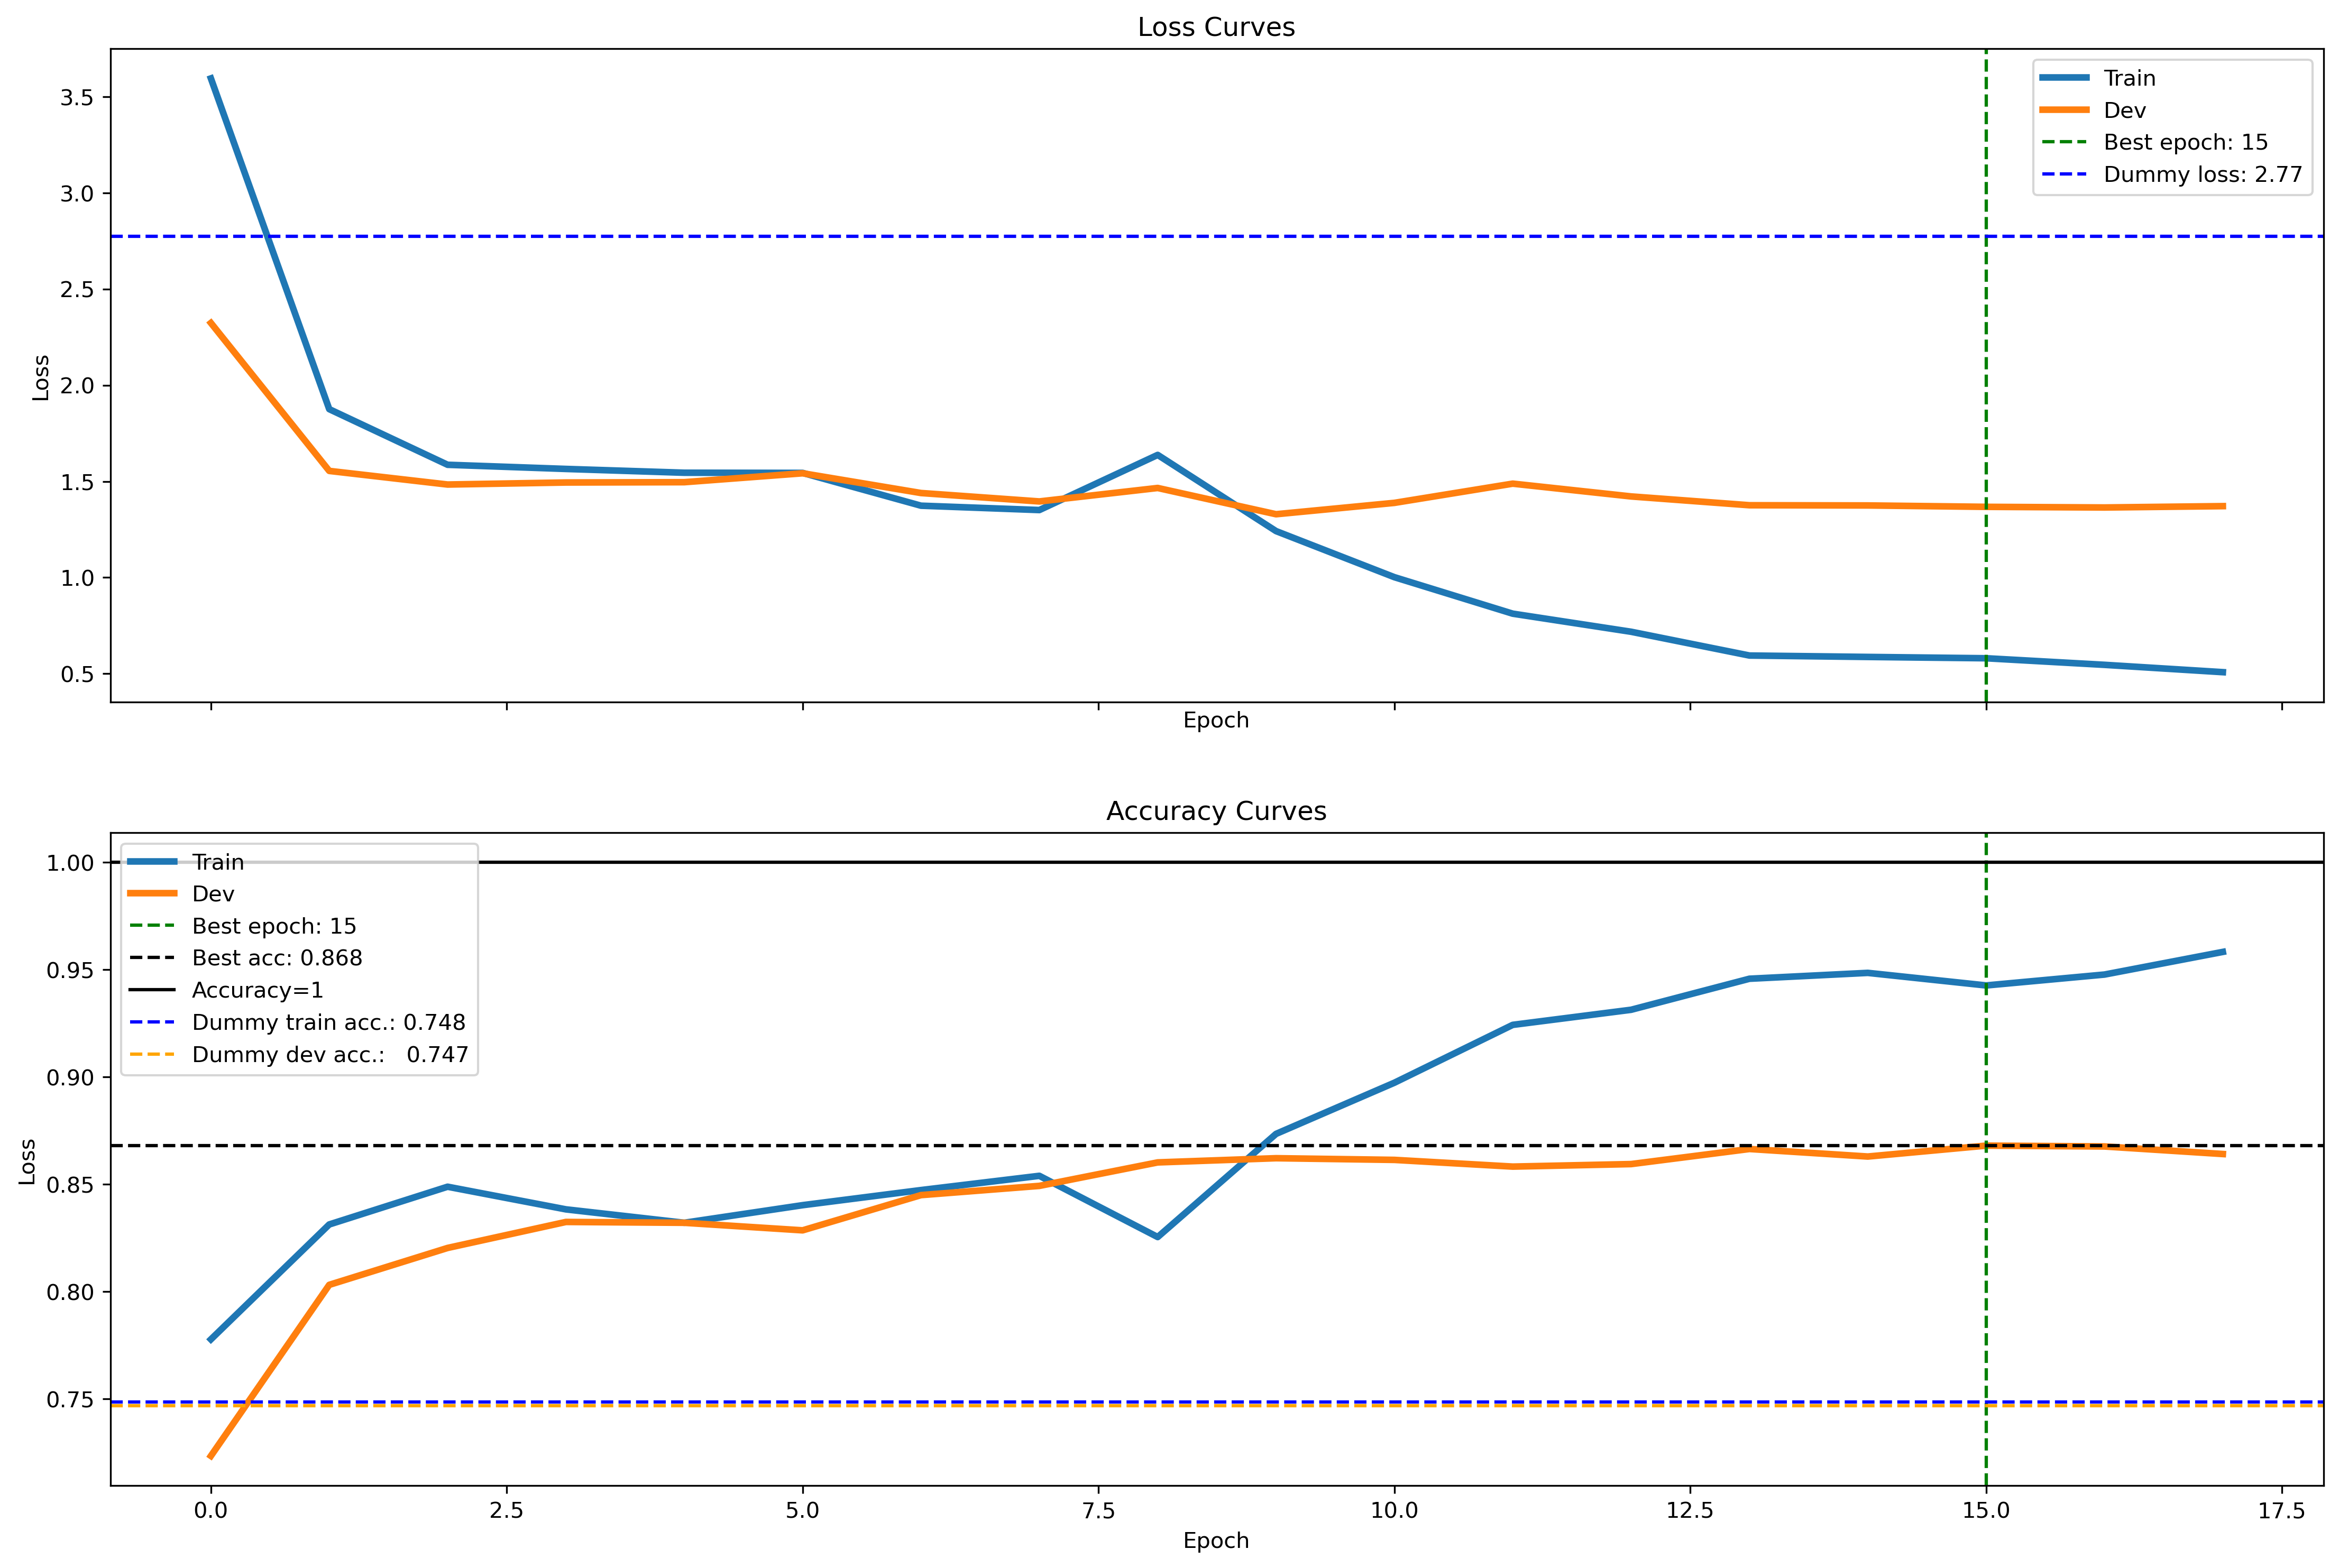 Loss Curves
3.5
3.0
2.5
2.0
1.5
1.0
0.5
Loss
Train
Dev
Best epoch: 15
Dummy loss: 2.77
Epoch
Accuracy Curves
1.00
0.95
0.90
0.85
0.80
0.75
Loss
Train
Dev
Best epoch: 15
Best acc: 0.868
Accuracy=1
Dummy train acc.: 0.748
Dummy dev acc.:   0.747
0.0 2.5 5.0 7.5 10.0 12.5 15.0 17.5
Epoch